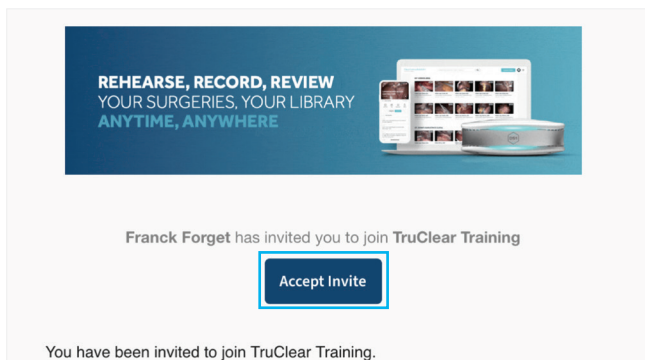 REHEARSE, RECORD, REVIEW
YOUR SURGERIES, YOUR LIBRARY
ANYTIME, ANYWHERE
Franck Forget has invited you to join TruClear Training
Accept Invite
You have been invited to join TruClear Training.